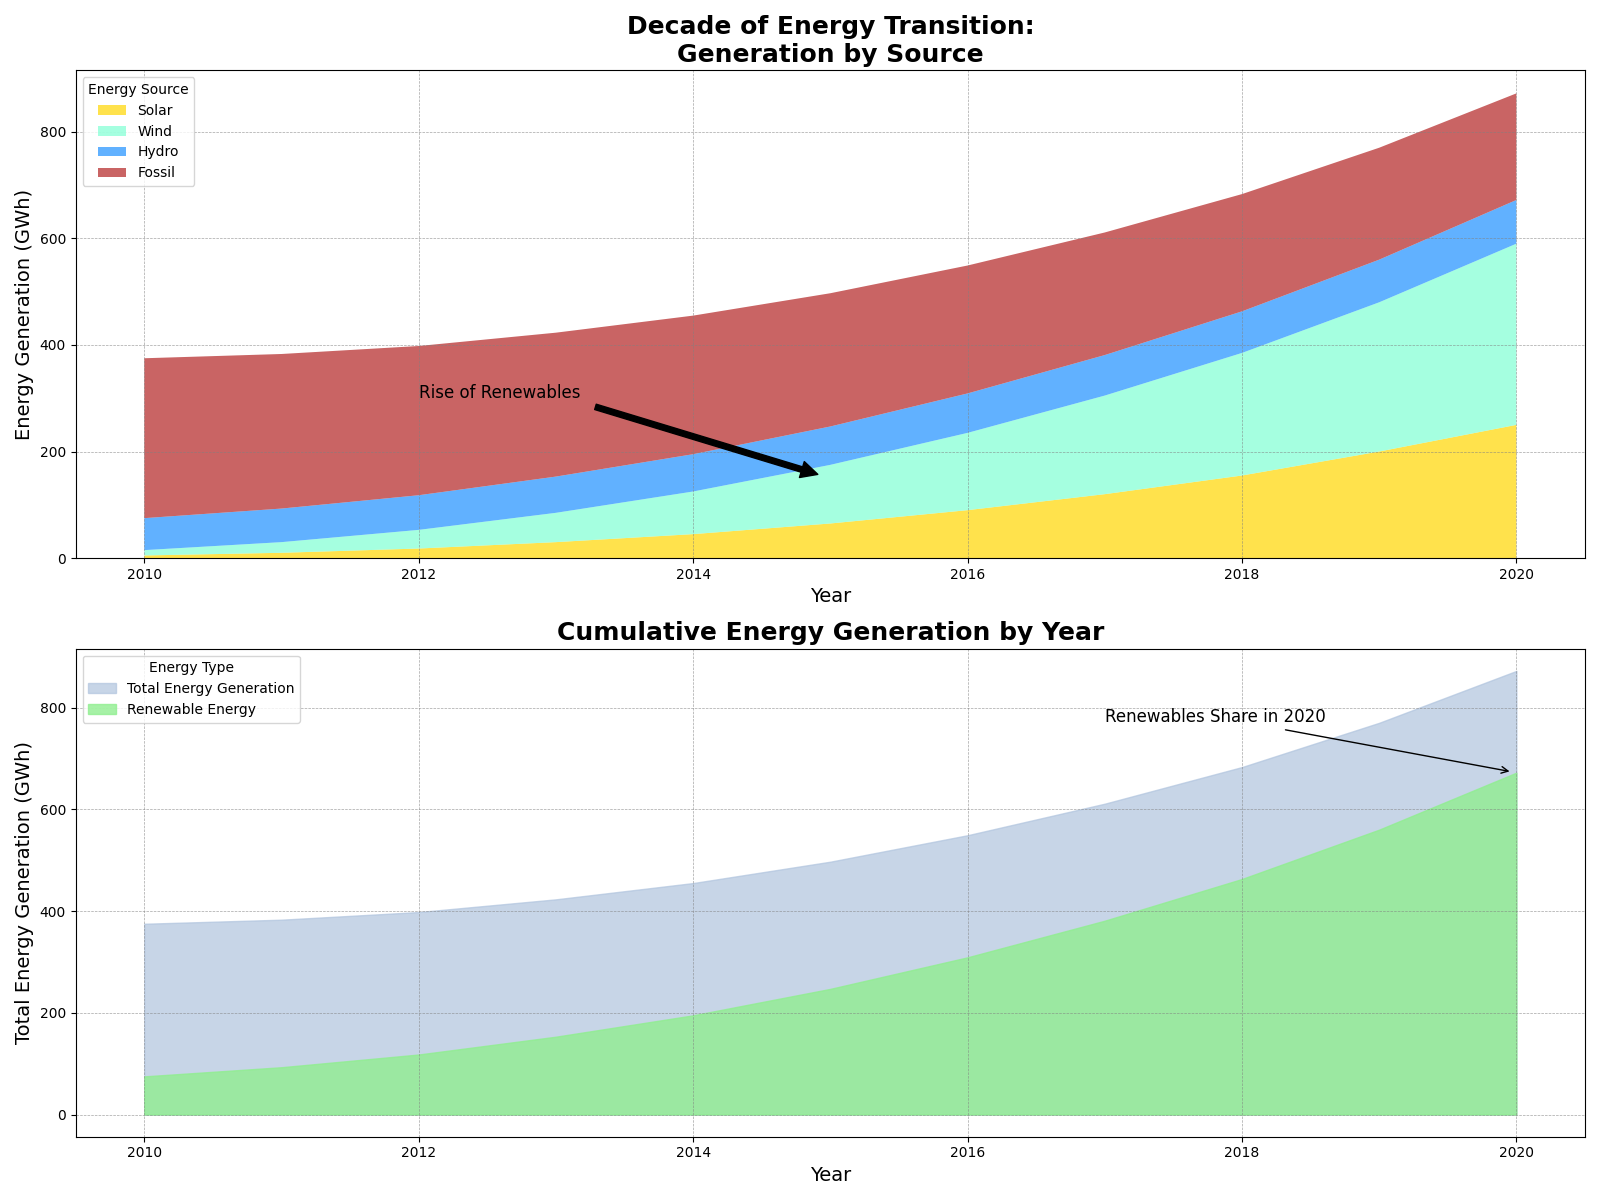 Decade of Energy Transition:
Generation by Source
Energy Source
Solar
Wind
Hydro
Fossil
Energy Generation (GWh)
800
600
400
200
0
Rise of Renewables
2010 2012 2014 2016 2018 2020
Year
Cumulative Energy Generation by Year
Energy Type
Total Energy Generation
Renewable Energy
Total Energy Generation (GWh)
800
600
400
200
0
Renewables Share in 2020
2010 2012 2014 2016 2018 2020
Year